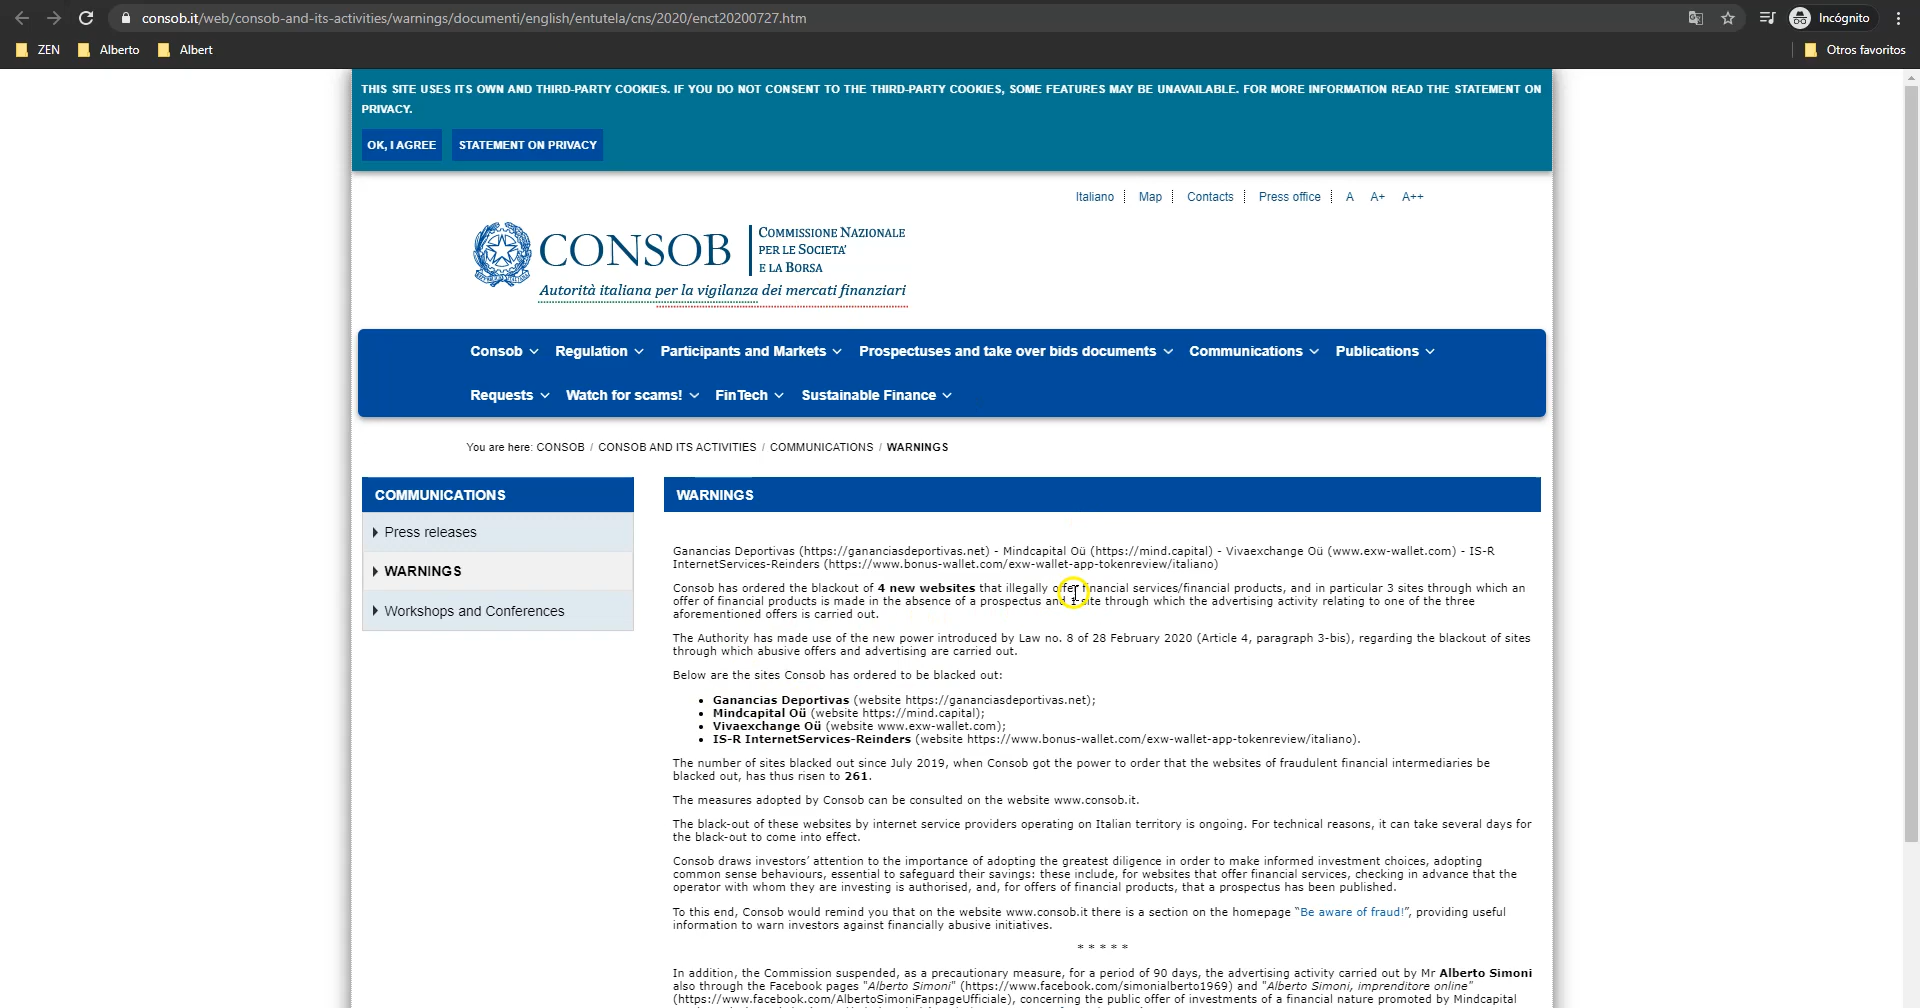 consob.it/web/consob-and-its-activities/warnings/documenti/english/entutela/cns/2020/enct20200727.htm
Incógnito
ZEN
Alberto
Albert
Otros favoritos
THIS SITE USES ITS OWN AND THIRD-PARTY COOKIES. IF YOU DO NOT CONSENT TO THE THIRD-PARTY COOKIES, SOME FEATURES MAY BE UNAVAILABLE. FOR MORE INFORMATION READ THE STATEMENT ON
PRIVACY.
OK, I AGREE
STATEMENT ON PRIVACY
Italiano
Map
Contacts
Press office
A
A+
A++
CONSOB
COMMISSIONE NAZIONALE
PER LE SOCIETA'
E LA BORSA
Autorità italiana per la vigilanza dei mercati finanziari
Consob
Regulation
Participants and Markets
Prospectuses and take over bids documents
Communications
Publications
Requests
Watch for scams!
FinTech
Sustainable Finance
You are here: CONSOB / CONSOB AND ITS ACTIVITIES / COMMUNICATIONS / WARNINGS
COMMUNICATIONS
Press releases
WARNINGS
Workshops and Conferences
WARNINGS
Ganancias Deportivas (https://gananciasdeportivas.net) - Mindcapital Oü (https://mind.capital) - Vivaexchange Oü (www.exw-wallet.com) - IS-R
InternetServices-Reinders (https://www.bonus-wallet.com/exw-wallet-app-tokenreview/italiano)
Consob has ordered the blackout of 4 new websites that illegally offer financial services/financial products, and in particular 3 sites through which an
offer of financial products is made in the absence of a prospectus and 1 site through which the advertising activity relating to one of the three
aforementioned offers is carried out.
The Authority has made use of the new power introduced by Law no. 8 of 28 February 2020 (Article 4, paragraph 3-bis), regarding the blackout of sites
through which abusive offers and advertising are carried out.
Below are the sites Consob has ordered to be blacked out:
• Ganancias Deportivas (website https://gananciasdeportivas.net);
• Mindcapital Oü (website https://mind.capital);
• Vivaexchange Oü (website www.exw-wallet.com);
• IS-R InternetServices-Reinders (website https://www.bonus-wallet.com/exw-wallet-app-tokenreview/italiano).
The number of sites blacked out since July 2019, when Consob got the power to order that the websites of fraudulent financial intermediaries be
blacked out, has thus risen to 261.
The measures adopted by Consob can be consulted on the website www.consob.it.
The black-out of these websites by internet service providers operating on Italian territory is ongoing. For technical reasons, it can take several days for
the black-out to come into effect.
Consob draws investors' attention to the importance of adopting the greatest diligence in order to make informed investment choices, adopting
common sense behaviours, essential to safeguard their savings: these include, for websites that offer financial services, checking in advance that the
operator with whom they are investing is authorised, and, for offers of financial products, that a prospectus has been published.
To this end, Consob would remind you that on the website www.consob.it there is a section on the homepage "Be aware of fraud!", providing useful
information to warn investors against financially abusive initiatives.
* * * * *
In addition, the Commission suspended, as a precautionary measure, for a period of 90 days, the advertising activity carried out by Mr Alberto Simoni
also through the Facebook pages "Alberto Simoni" (https://www.facebook.com/simonialberto1969) and "Alberto Simoni, imprenditore online"
(https://www.facebook.com/AlbertoSimoniFanpageUfficiale), concerning the public offer of investments of a financial nature promoted by Mindcapital